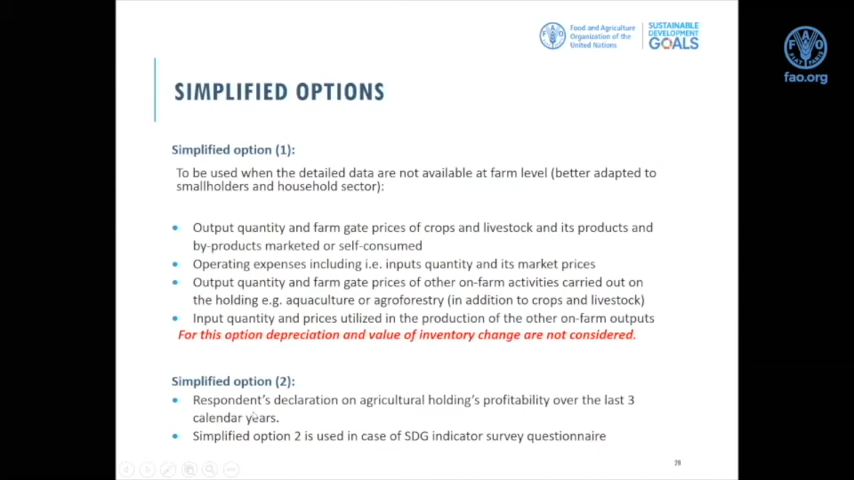 Food and Agriculture
Organization of the
United Nations
SUSTAINABLE
DEVELOPMENT
GOALS
FAO
FIAT PANIS
fao.org
SIMPLIFIED OPTIONS
Simplified option (1):
To be used when the detailed data are not available at farm level (better adapted to
smallholders and household sector):
Output quantity and farm gate prices of crops and livestock and its products and
by-products marketed or self-consumed
Operating expenses including i.e. inputs quantity and its market prices
Output quantity and farm gate prices of other on-farm activities carried out on
the holding e.g. aquaculture or agroforestry (in addition to crops and livestock)
Input quantity and prices utilized in the production of the other on-farm outputs
For this option depreciation and value of inventory change are not considered.
Simplified option (2):
Respondent's declaration on agricultural holding's profitability over the last 3
calendar years.
Simplified option 2 is used in case of SDG indicator survey questionnaire